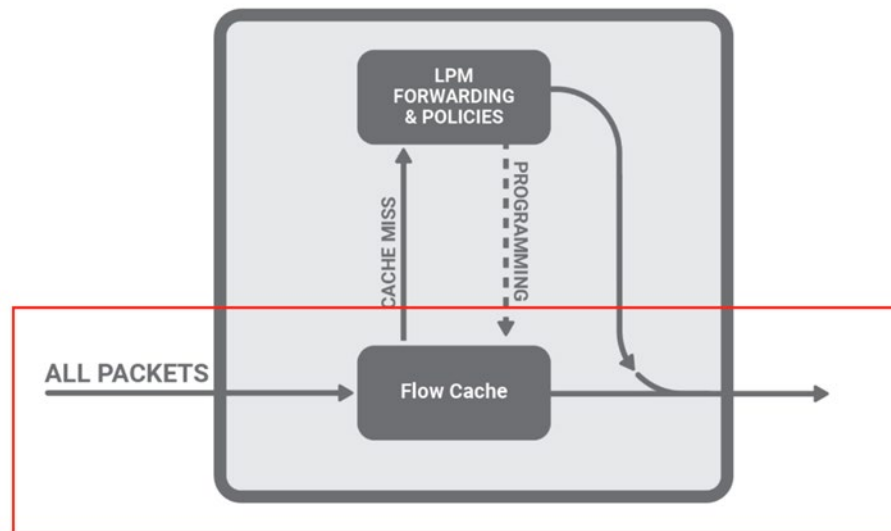 LPM
FORWARDING
& POLICIES
CACHE MISS
PROGRAMMING
ALL PACKETS
Flow Cache